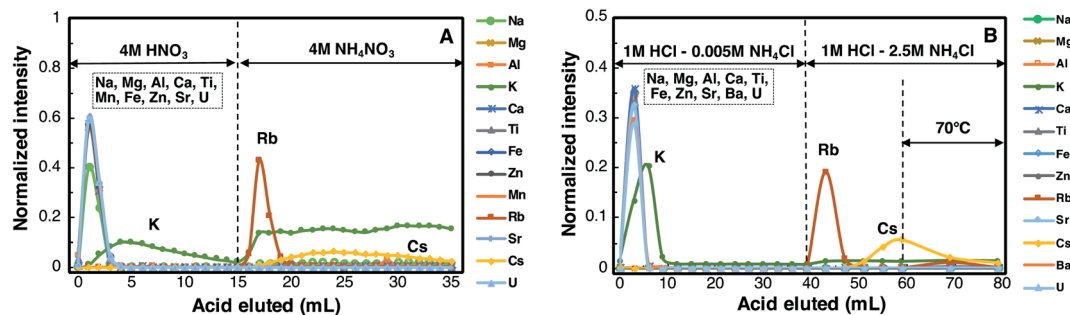 A
4M HNO3
4M NH4NO3
Na, Mg, Al, Ca, Ti,
Mn, Fe, Zn, Sr, U
Rb
K
Cs
Normalized intensity
1
0.8
0.6
0.4
0.2
0
0 5 10 15 20 25 30 35
Acid eluted (mL)
Na
Mg
Al
K
Ca
Ti
Fe
Zn
Mn
Rb
Sr
Cs
U
B
1M HCl - 0.005M NH4Cl
1M HCl - 2.5M NH4Cl
Na, Mg, Al, Ca, Ti,
Fe, Zn, Sr, Ba, U
70°C
K
Rb
Cs
Normalized intensity
0.5
0.4
0.3
0.2
0.1
0
0 10 20 30 40 50 60 70 80
Acid eluted (mL)
Na
Mg
Al
K
Ca
Ti
Fe
Zn
Rb
Sr
Cs
Ba
U